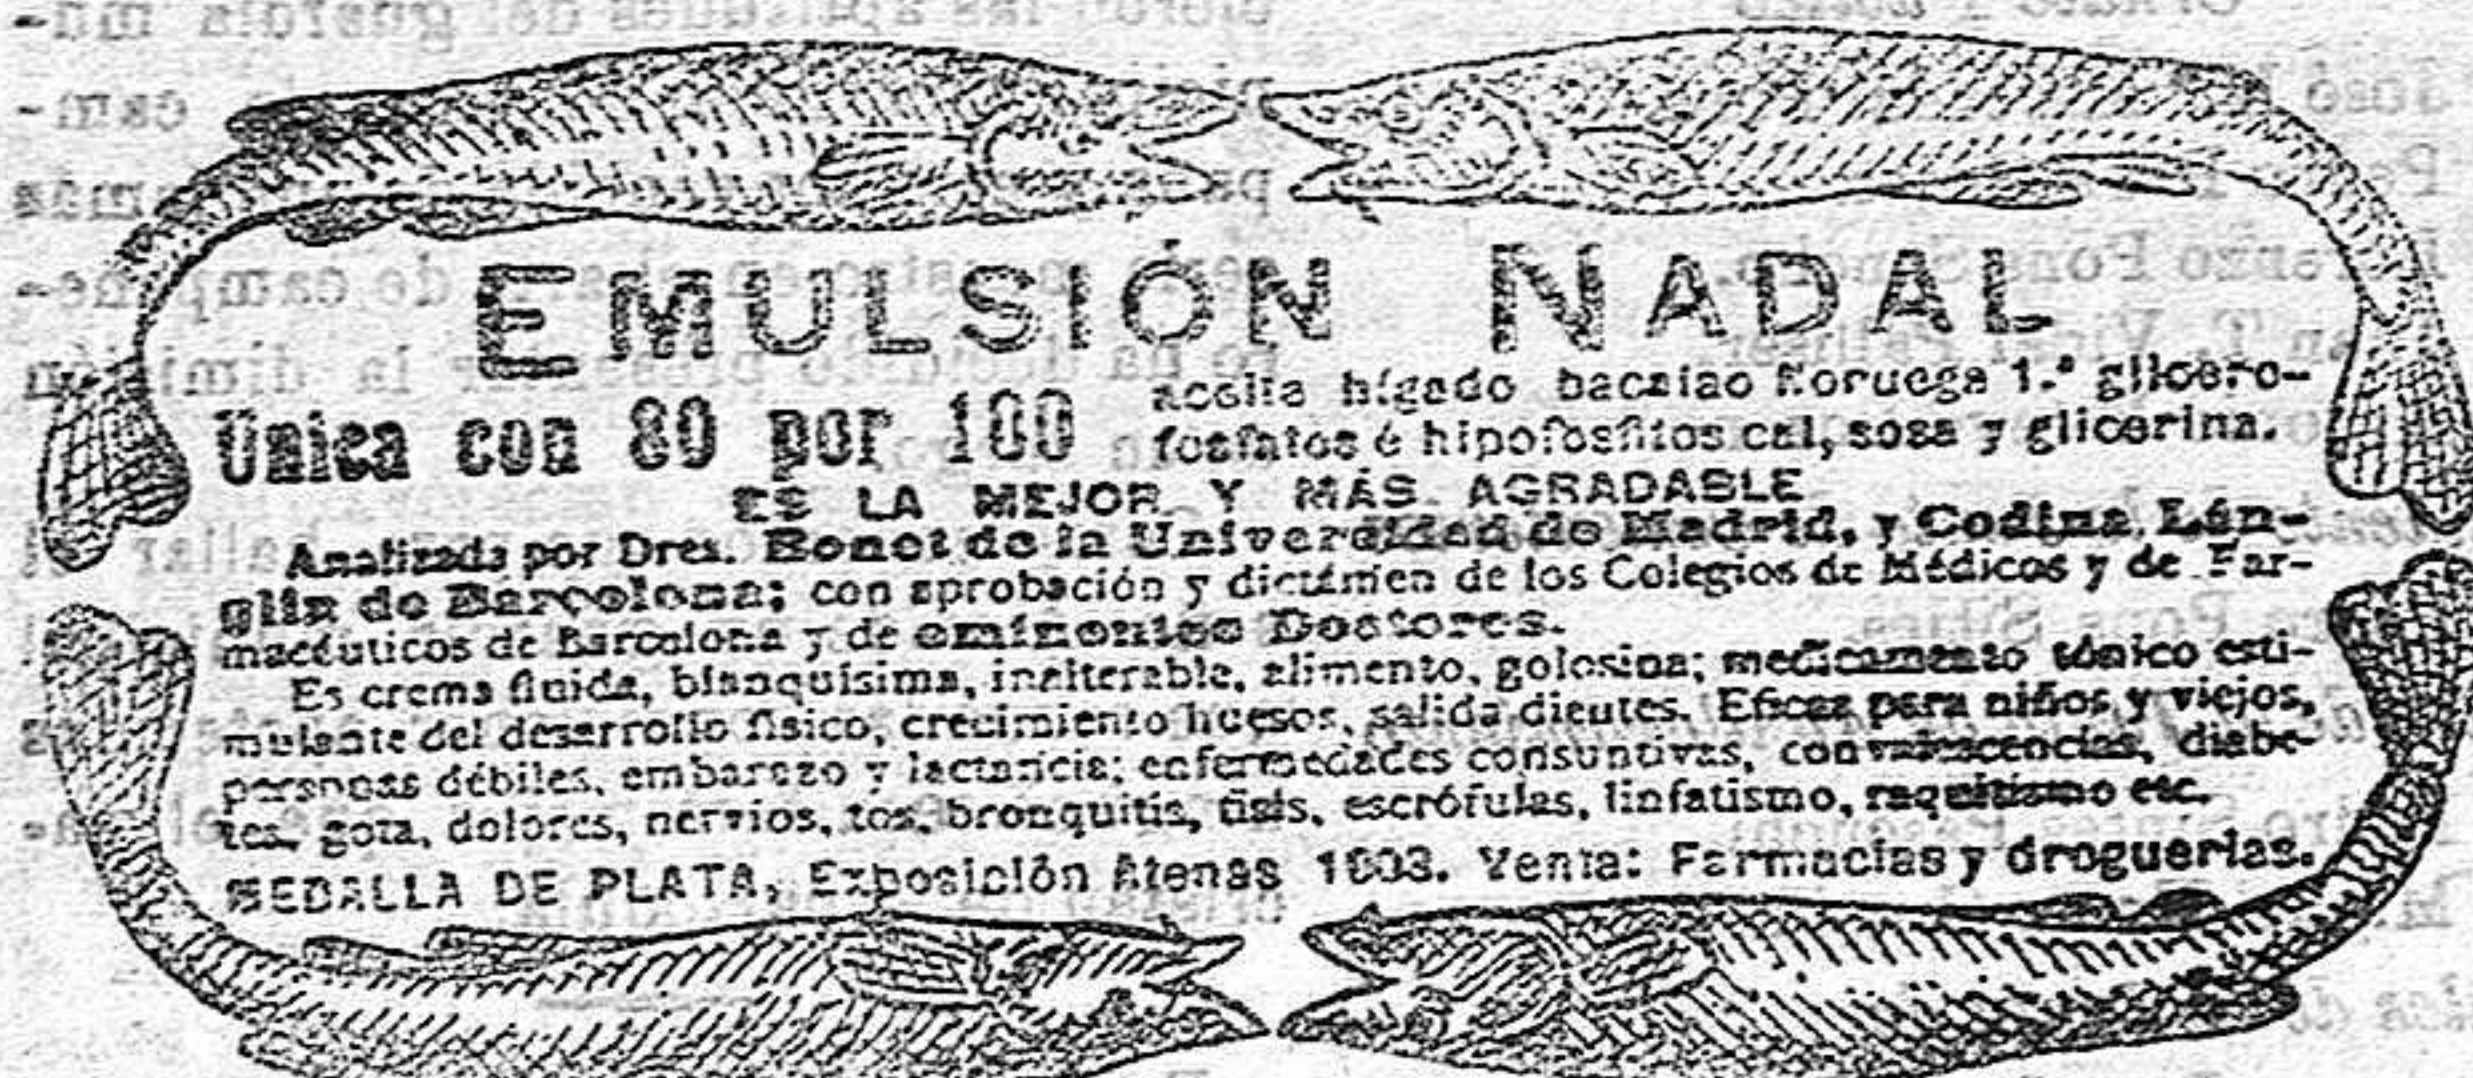 EMULSIÓN NADAL
Unica con 80 por 100 aceite hígado bacalao Noruega 1.ª glicero-
fosfatos é hipofosfitos cal, sosa y glicerina.
ES LA MEJOR Y MÁS AGRADABLE
Analizada por Dres. Bonet de la Universidad de Madrid, y Codina Län-
glin de Barcelona; con aprobación y dictámen de los Colegios de Médicos y de Far-
macéuticos de Barcelona y de eminentes Doctores.
Es crema fluida, blanquísima, inalterable, alimento, golosina; medicamento tónico esti-
mulante del desarrollo físico, crecimiento huesos, salida dientes. Eficaz para niños y viejos,
personas débiles, embarazo y lactancia; enfermedades consuntivas, convalescencias, diabe-
tes, gota, dolores, nervios, tos, bronquitis, tisis, escrófulas, linfatismo, raquitismo etc.
MEDALLA DE PLATA, Exposición Atenas 1903. Venta: Farmacias y droguerías.